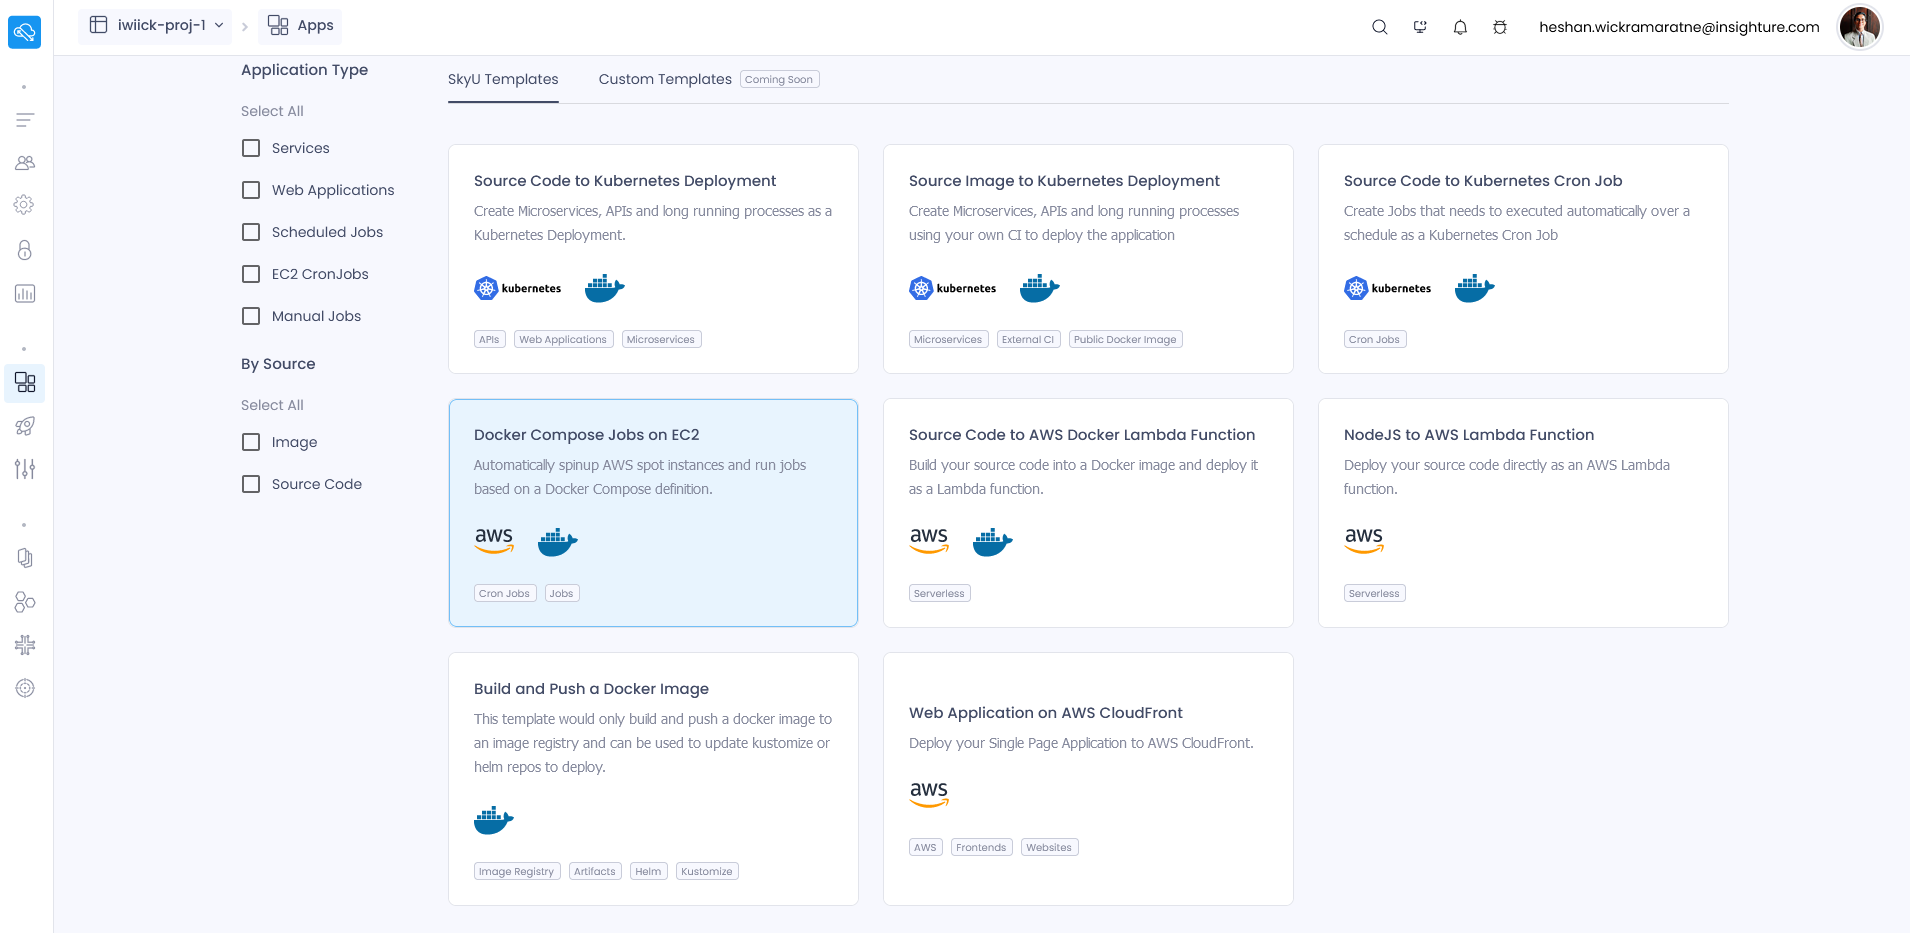 iwiick-proj-1
Apps
heshan.wickramaratne@insighture.com
Application Type
Select All
Services
Web Applications
Scheduled Jobs
EC2 CronJobs
Manual Jobs
By Source
Select All
Image
Source Code
SkyU Templates
Custom Templates
Coming Soon
Source Code to Kubernetes Deployment
Create Microservices, APIs and long running processes as a
Kubernetes Deployment.
kubernetes
APIs
Web Applications
Microservices
Source Image to Kubernetes Deployment
Create Microservices, APIs and long running processes
using your own CI to deploy the application
kubernetes
Microservices
External CI
Public Docker Image
Source Code to Kubernetes Cron Job
Create Jobs that needs to executed automatically over a
schedule as a Kubernetes Cron Job
kubernetes
Cron Jobs
Docker Compose Jobs on EC2
Automatically spinup AWS spot instances and run jobs
based on a Docker Compose definition.
aws
Cron Jobs
Jobs
Source Code to AWS Docker Lambda Function
Build your source code into a Docker image and deploy it
as a Lambda function.
aws
Serverless
NodeJS to AWS Lambda Function
Deploy your source code directly as an AWS Lambda
function.
aws
Serverless
Build and Push a Docker Image
This template would only build and push a docker image to
an image registry and can be used to update kustomize or
helm repos to deploy.
Image Registry
Artifacts
Helm
Kustomize
Web Application on AWS CloudFront
Deploy your Single Page Application to AWS CloudFront.
aws
AWS
Frontends
Websites